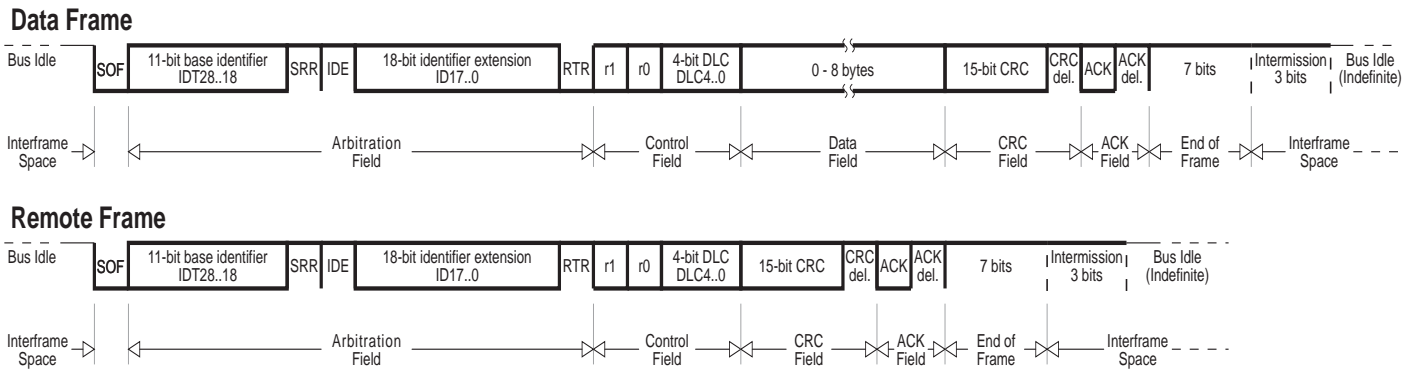 Data Frame
Bus Idle
SOF
11-bit base identifier
IDT28..18
SRR
IDE
18-bit identifier extension
ID17..0
RTR
r1
r0
4-bit DLC
DLC4..0
0 - 8 bytes
15-bit CRC
CRC
del.
ACK
ACK
del.
7 bits
Intermission
3 bits
Bus Idle
(Indefinite)
Interframe
Space
Arbitration
Field
Control
Field
Data
Field
CRC
Field
ACK
Field
End of
Frame
Interframe
Space
Remote Frame
Bus Idle
SOF
11-bit base identifier
IDT28..18
SRR
IDE
18-bit identifier extension
ID17..0
RTR
r1
r0
4-bit DLC
DLC4..0
15-bit CRC
CRC
del.
ACK
ACK
del.
7 bits
Intermission
3 bits
Bus Idle
(Indefinite)
Interframe
Space
Arbitration
Field
Control
Field
CRC
Field
ACK
Field
End of
Frame
Interframe
Space